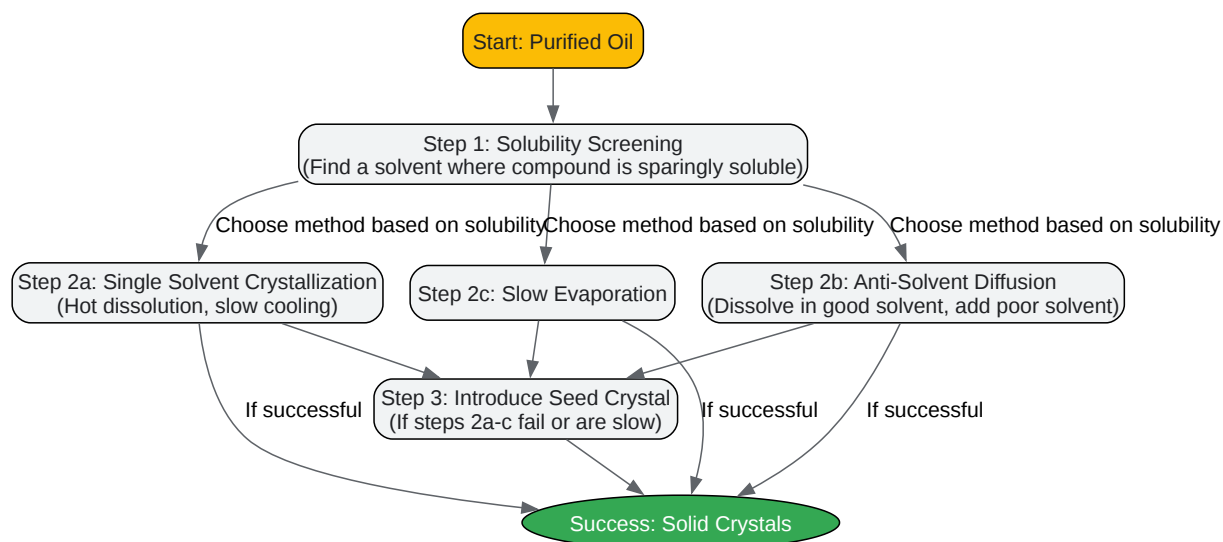 Start: Purified Oil
Step 1: Solubility Screening
(Find a solvent where compound is sparingly soluble)
Choose method based on solubility
Choose method based on solubility
Choose method based on solubility
Step 2a: Single Solvent Crystallization
(Hot dissolution, slow cooling)
Step 2c: Slow Evaporation
Step 2b: Anti-Solvent Diffusion
(Dissolve in good solvent, add poor solvent)
Step 3: Introduce Seed Crystal
(If steps 2a-c fail or are slow)
If successful
If successful
If successful
Success: Solid Crystals